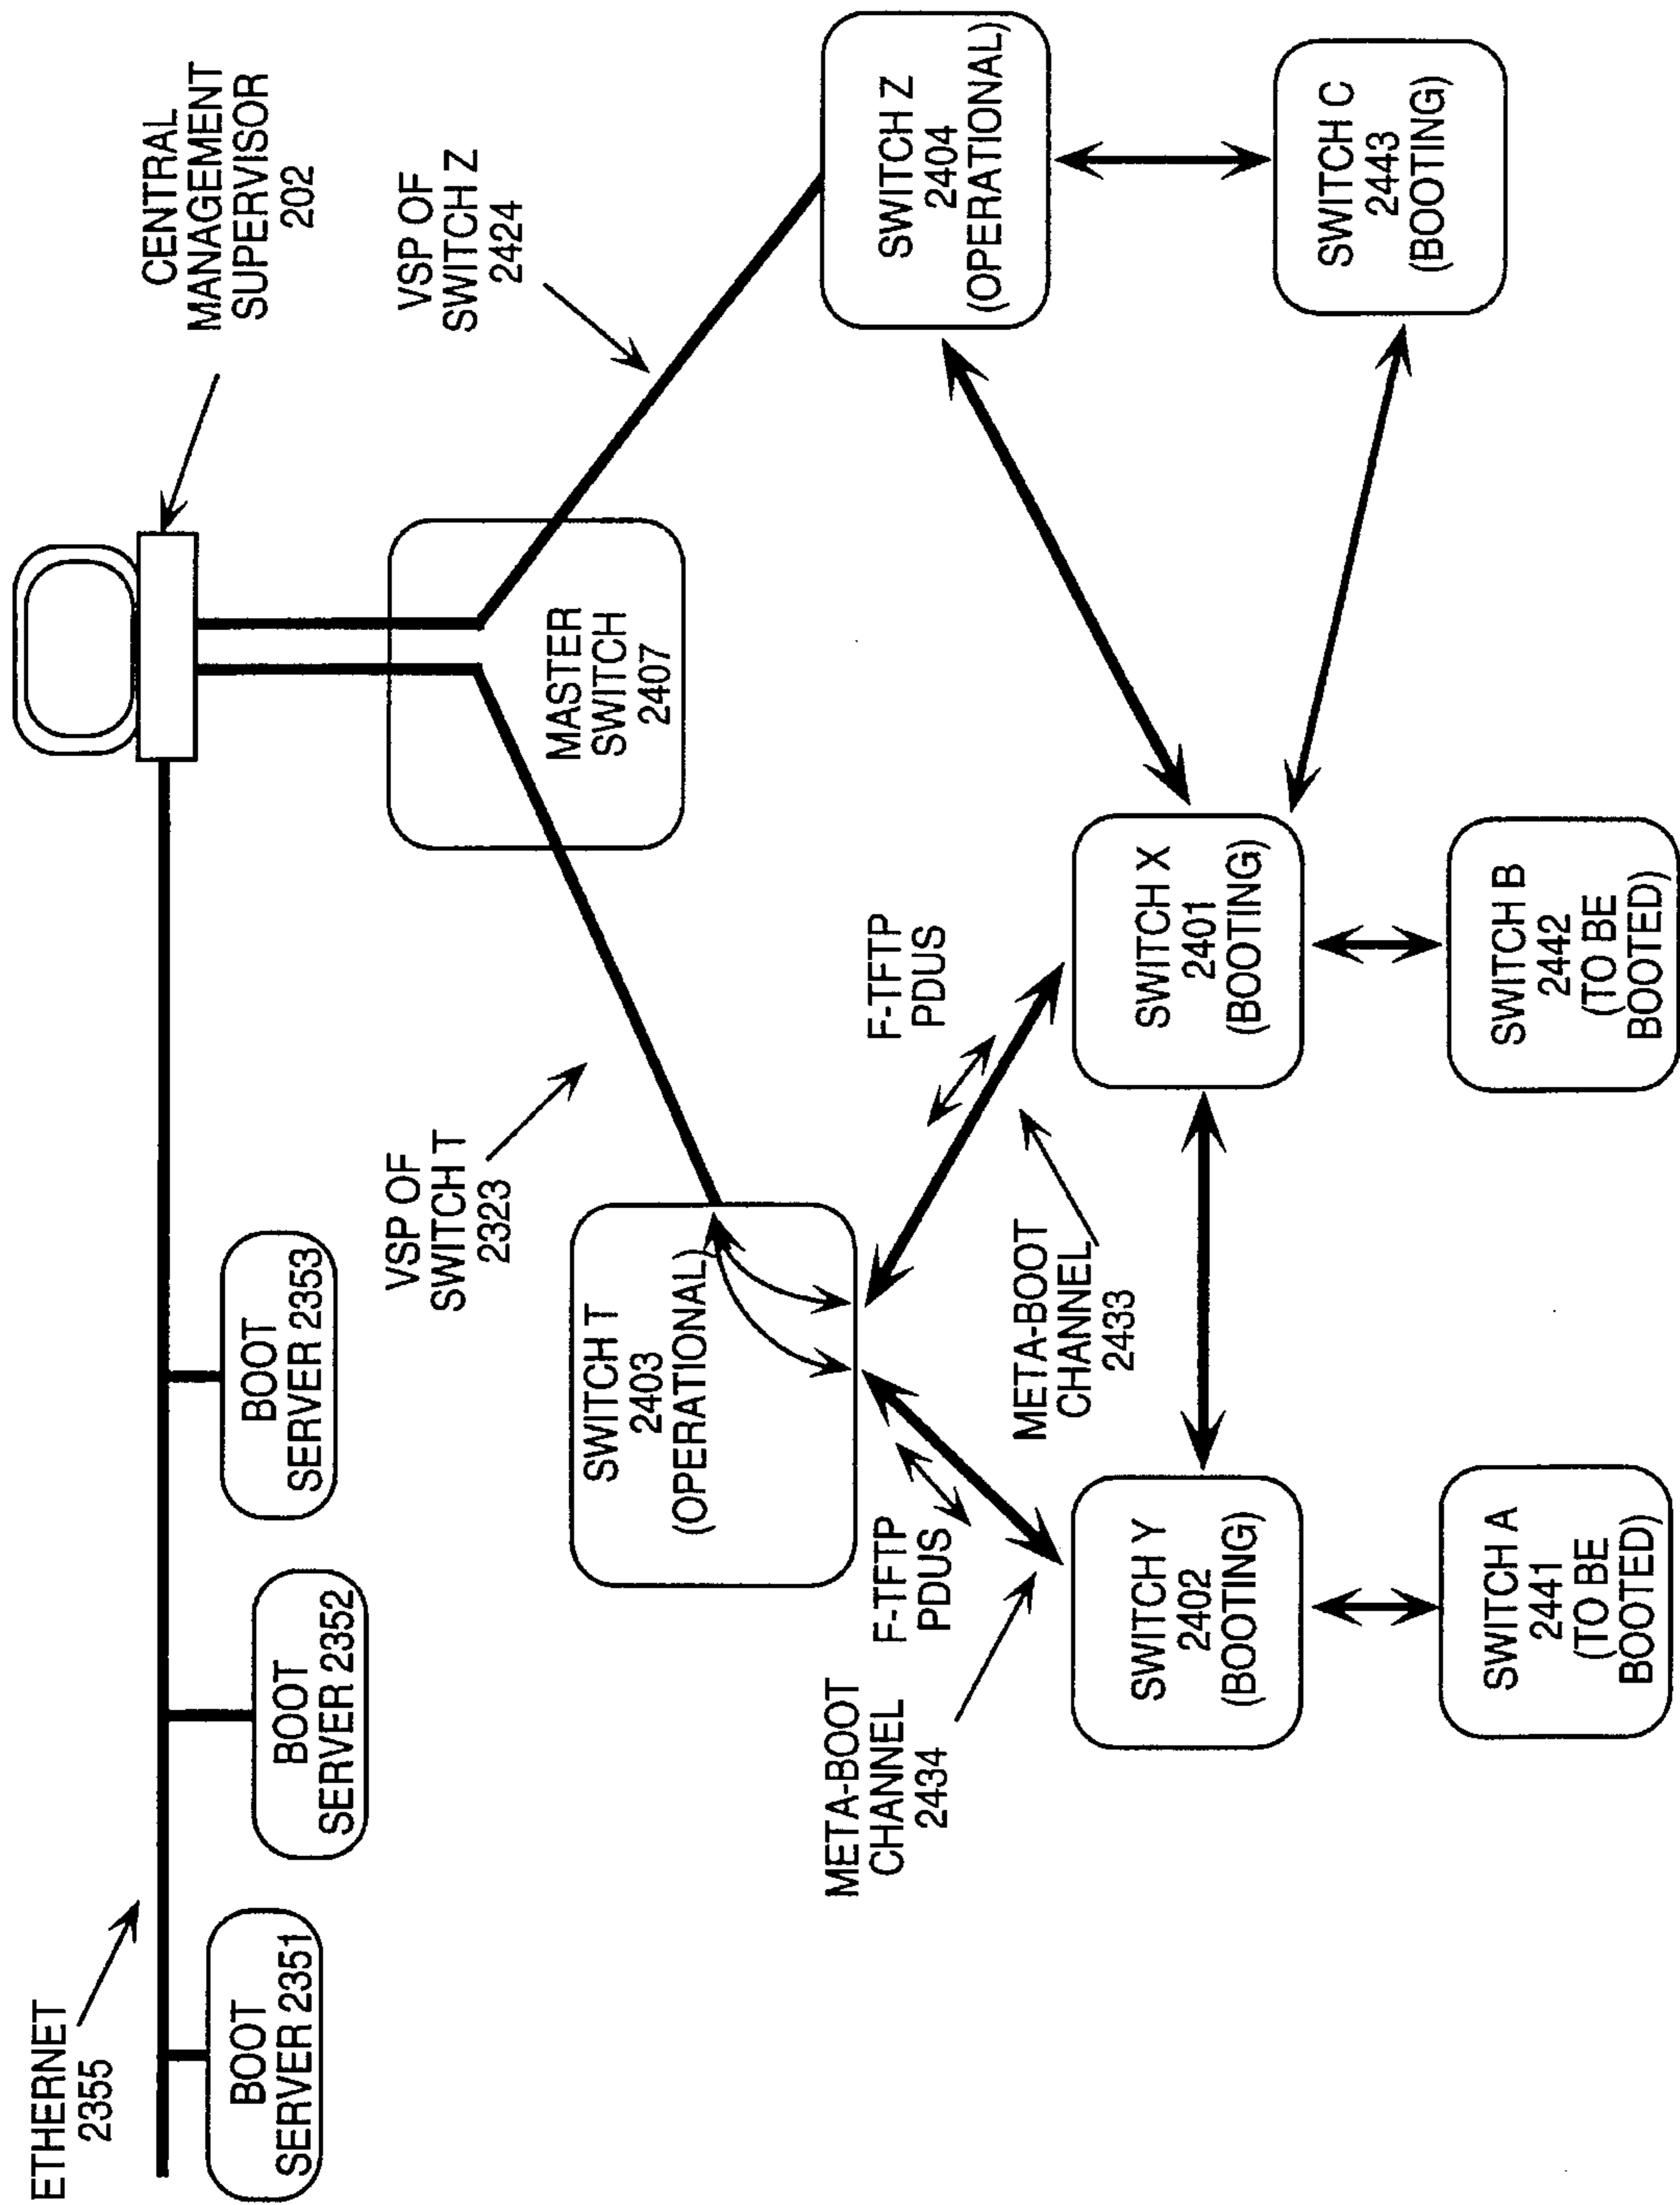 ETHERNET
2355
BOOT
SERVER 2351
BOOT
SERVER 2352
BOOT
SERVER 2353
CENTRAL
MANAGEMENT
SUPERVISOR
202
VSP OF
SWITCH T
2323
MASTER
SWITCH
2407
VSP OF
SWITCH Z
2424
SWITCH T
2403
(OPERATIONAL)
SWITCH Z
2404
(OPERATIONAL)
META-BOOT
CHANNEL
2434
F-TFTP
PDUS
META-BOOT
CHANNEL
2433
F-TFTP
PDUS
SWITCH Y
2402
(BOOTING)
SWITCH X
2401
(BOOTING)
SWITCH C
2443
(BOOTING)
SWITCH A
2441
(TO BE
BOOTED)
SWITCH B
2442
(TO BE
BOOTED)